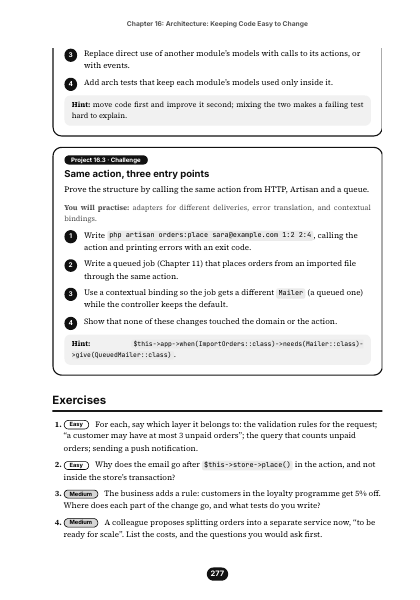 Chapter 16: Architecture: Keeping Code Easy to Change
3 Replace direct use of another module's models with calls to its actions, or
with events.
4 Add arch tests that keep each module's models used only inside it.
Hint: move code first and improve it second; mixing the two makes a failing test
hard to explain.
Project 16.3 · Challenge
Same action, three entry points
Prove the structure by calling the same action from HTTP, Artisan and a queue.
You will practise: adapters for different deliveries, error translation, and contextual
bindings.
1 Write php artisan orders:place sara@example.com 1:2 2:4, calling the
action and printing errors with an exit code.
2 Write a queued job (Chapter 11) that places orders from an imported file
through the same action.
3 Use a contextual binding so the job gets a different Mailer (a queued one)
while the controller keeps the default.
4 Show that none of these changes touched the domain or the action.
Hint: $this->app->when(ImportOrders::class)->needs(Mailer::class)-
>give(QueuedMailer::class).
Exercises
1. Easy For each, say which layer it belongs to: the validation rules for the request;
"a customer may have at most 3 unpaid orders"; the query that counts unpaid
orders; sending a push notification.
2. Easy Why does the email go after $this->store->place() in the action, and not
inside the store's transaction?
3. Medium The business adds a rule: customers in the loyalty programme get 5% off.
Where does each part of the change go, and what tests do you write?
4. Medium A colleague proposes splitting orders into a separate service now, "to be
ready for scale". List the costs, and the questions you would ask first.
277